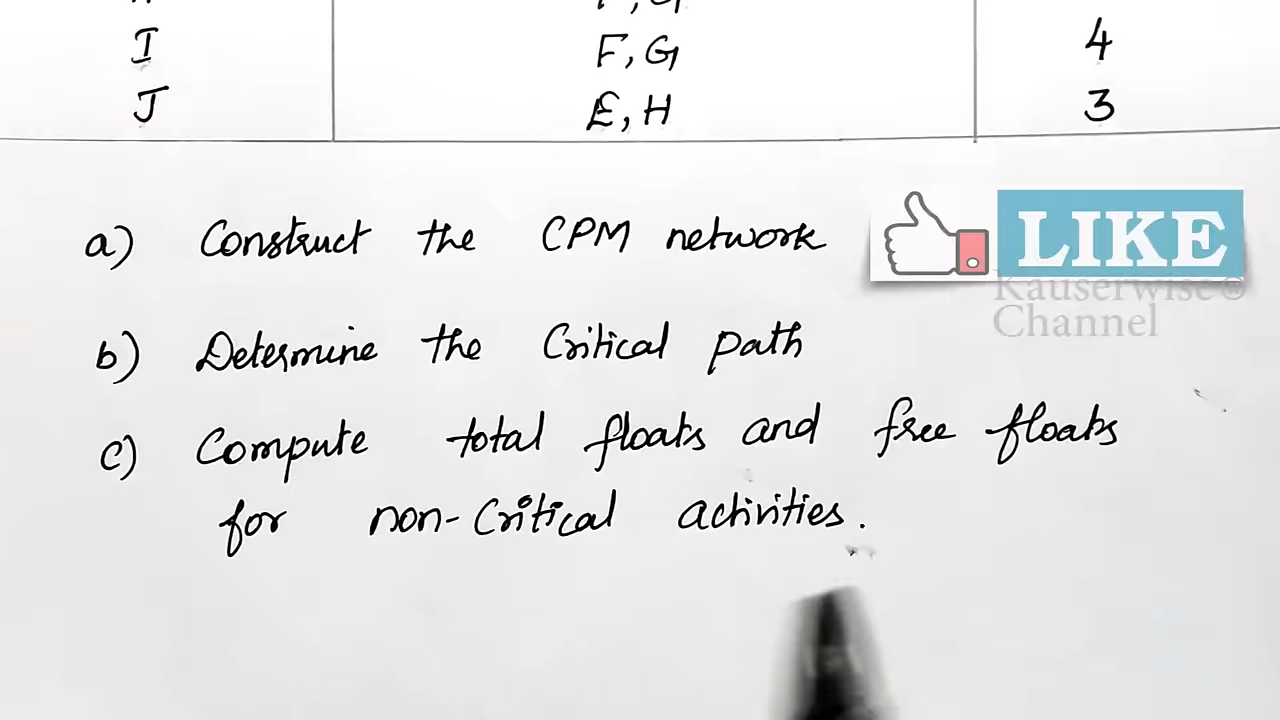 I F, G 4
J E, H 3
a) Construct the CPM network
LIKE
Kauserwise®
Channel
b) Determine the Critical path
c) Compute total floats and free floats
for non-Critical activities.